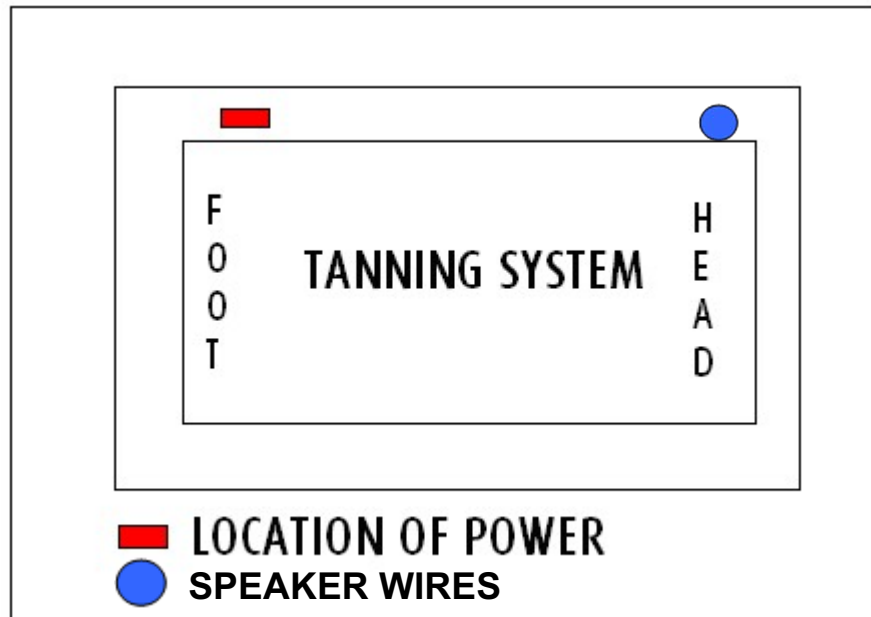 FOOT
TANNING SYSTEM
HEAD
LOCATION OF POWER
SPEAKER WIRES